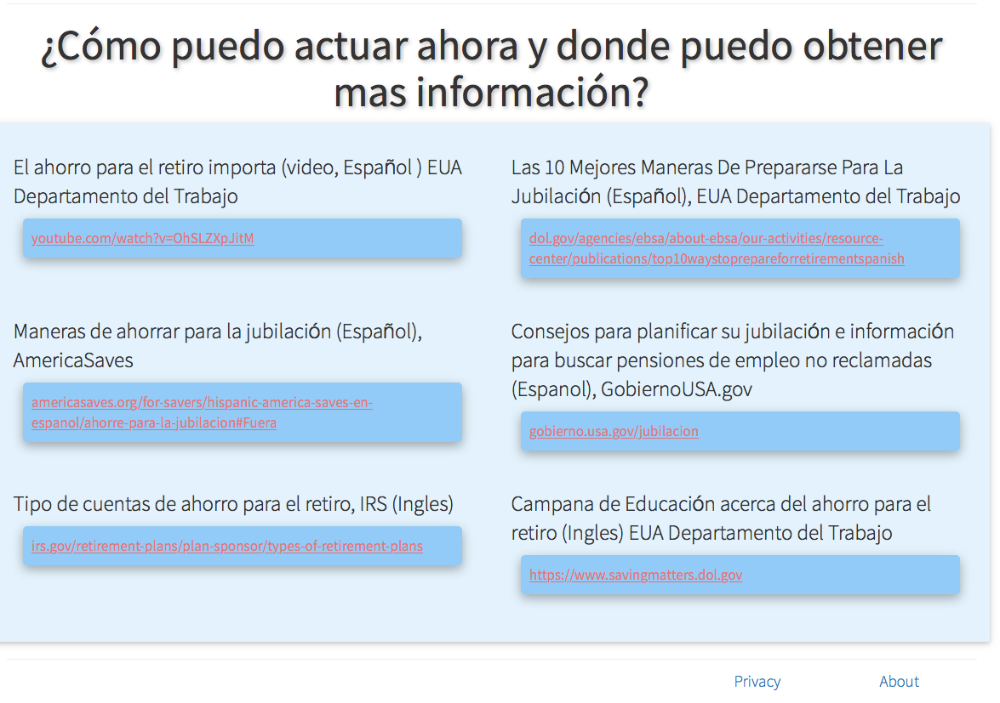 ¿Cómo puedo actuar ahora y donde puedo obtener
mas información?
El ahorro para el retiro importa (video, Español ) EUA
Departamento del Trabajo
youtube.com/watch?v=OhSLZXpJitM
Las 10 Mejores Maneras De Prepararse Para La
Jubilación (Español), EUA Departamento del Trabajo
dol.gov/agencies/ebsa/about-ebsa/our-activities/resource-
center/publications/top10waystoprepareforretirementspanish
Maneras de ahorrar para la jubilación (Español),
AmericaSaves
americasaves.org/for-savers/hispanic-america-saves-en-
espanol/ahorre-para-la-jubilacion#Fuera
Consejos para planificar su jubilación e información
para buscar pensiones de empleo no reclamadas
(Espanol), GobiernoUSA.gov
gobierno.usa.gov/jubilacion
Tipo de cuentas de ahorro para el retiro, IRS (Ingles)
irs.gov/retirement-plans/plan-sponsor/types-of-retirement-plans
Campana de Educación acerca del ahorro para el
retiro (Ingles) EUA Departamento del Trabajo
https://www.savingmatters.dol.gov
Privacy
About